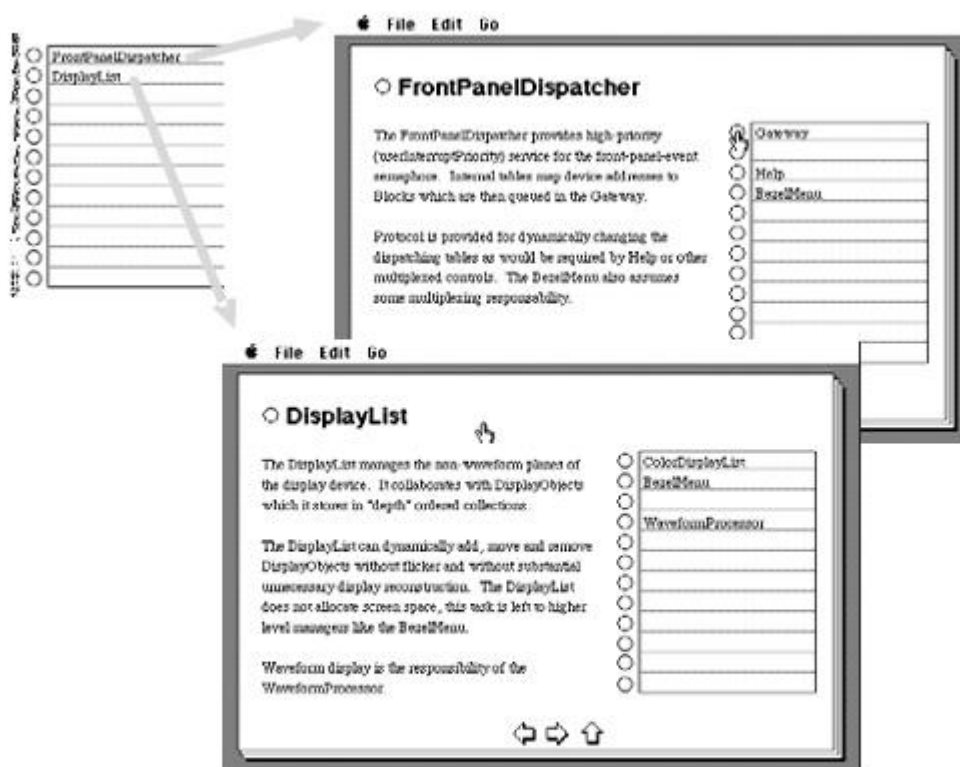 File Edit Go
FrontPanelDispatcher
DisplayList
FrontPanelDispatcher
The FrontPanelDispatcher provides high-priority
(userInterruptPriority) service for the front-panel-event
semaphore. Internal tables map device addresses to
Blocks which are then queued in the Gateway.
Protocol is provided for dynamically changing the
dispatching tables as would be required by Help or other
multiplexed controls. The BezelMenu also assumes
some multiplexing responsability.
Gateway
Help
BezelMenu
File Edit Go
DisplayList
The DisplayList manages the non-waveform planes of
the display device. It collaborates with DisplayObjects
which it stores in "depth" ordered collections.
The DisplayList can dynamically add, move and remove
DisplayObjects without flicker and without substantial
unnecessary display reconstruction. The DisplayList
does not allocate screen space, this task is left to higher
level managers like the BezelMenu.
Waveform display is the responsibility of the
WaveformProcessor.
ColorDisplayList
BezelMenu
WaveformProcessor